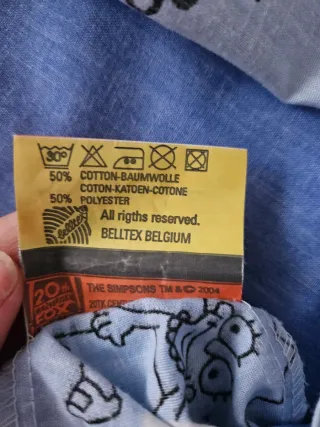 30°
50% COTTON-BAUMWOLLE
COTON-KATOEN-COTONE
50% POLYESTER
All rigths reserved.
Belltex
BELLTEX BELGIUM
THE SIMPSONS TM & © 2004
20th
FOX